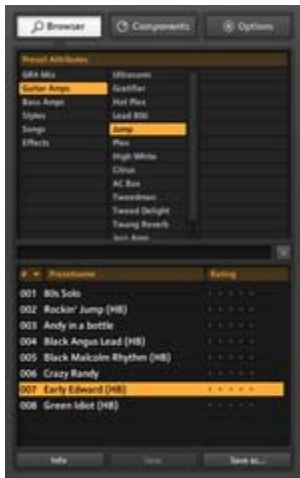 Browser Components Options
Preset Attributes
GR4 Mix Ultrasonic
Guitar Amps Gratifier
Bass Amps Hot Plex
Styles Lead 800
Songs Jump
Effects Plex
High White
Citrus
AC Box
Tweedman
Tweed Delight
Twang Reverb
Jazz Amp
# Presetname Rating
001 80s Solo
002 Rockin' Jump (HB)
003 Andy in a bottle
004 Black Angus Lead (HB)
005 Black Malcolm Rhythm (HB)
006 Crazy Randy
007 Early Edward (HB)
008 Green Idiot (HB)
Info Save Save as...